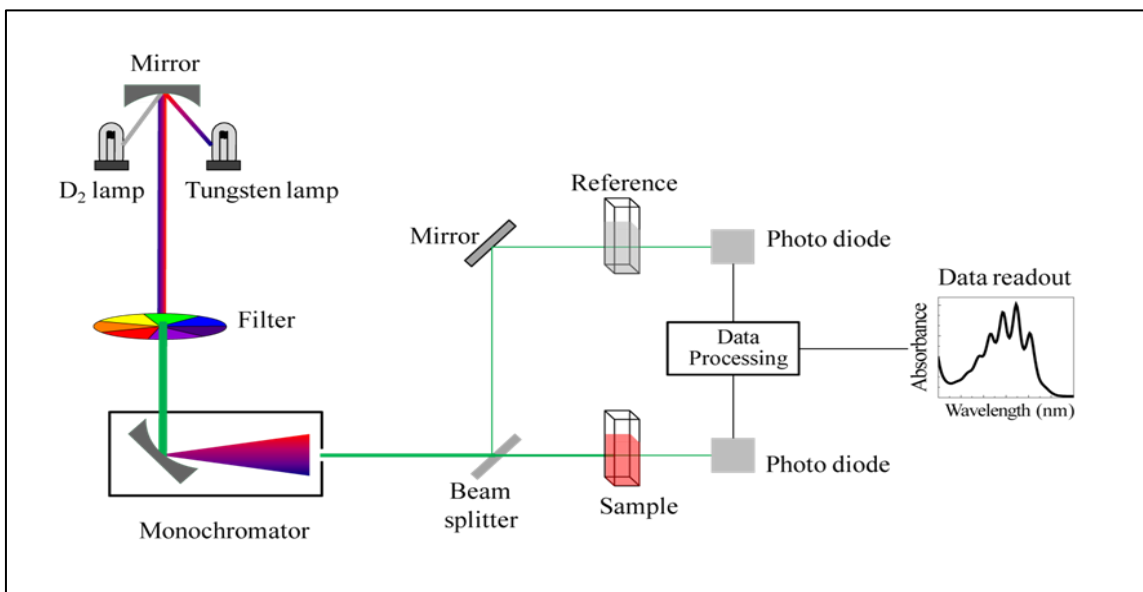 Mirror
D₂ lamp
Tungsten lamp
Filter
Monochromator
Mirror
Beam
splitter
Reference
Sample
Photo diode
Data
Processing
Photo diode
Data readout
Absorbance
Wavelength (nm)